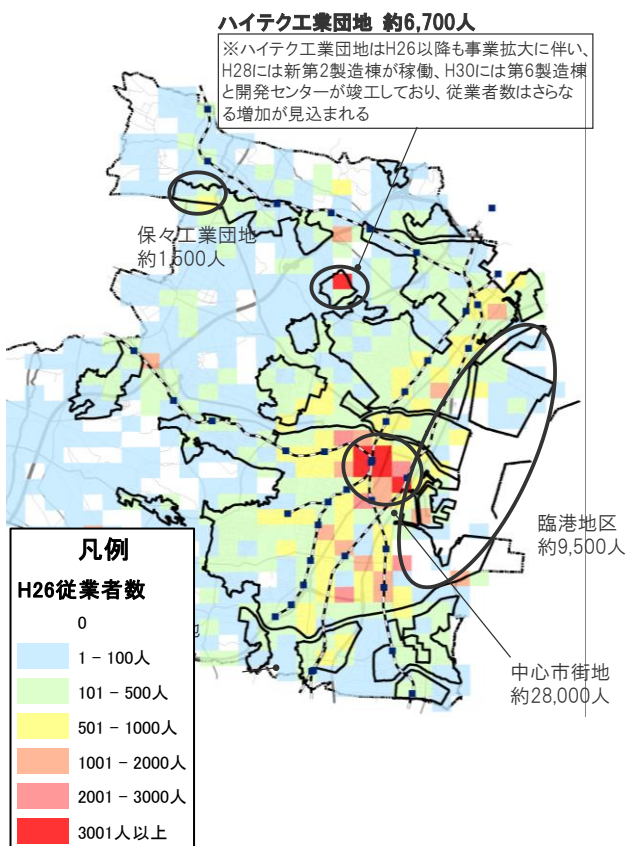 ハイテク工業団地 約6,700人
※ハイテク工業団地はH26以降も事業拡大に伴い、
H28には新第2製造棟が稼働、H30には第6製造棟
と開発センターが竣工しており、従業者数はさらな
る増加が見込まれる
保々工業団地
約1,500人
臨港地区
約9,500人
中心市街地
約28,000人
凡例
H26従業者数
0
1 - 100人
101 - 500人
501 - 1000人
1001 - 2000人
2001 - 3000人
3001人以上